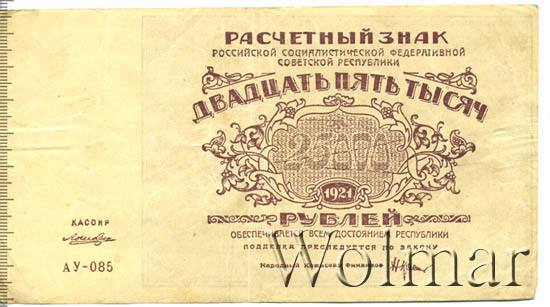 РАСЧЕТНЫЙ ЗНАК
РОССИЙСКОЙ СОЦИАЛИСТИЧЕСКОЙ ФЕДЕРАТИВНОЙ
СОВЕТСКОЙ РЕСПУБЛИКИ
ДВАДЦАТЬ ПЯТЬ ТЫСЯЧ
25000
1921
РУБЛЕЙ
ОБЕСПЕЧИВАЕТСЯ ВСЕМ ДОСТОЯНИЕМ РЕСПУБЛИКИ
ПОДДЕЛКА ПРЕСЛЕДУЕТСЯ ПО ЗАКОНУ
Народный Комиссар Финансов
КАССИР
АУ-085
Wolmar